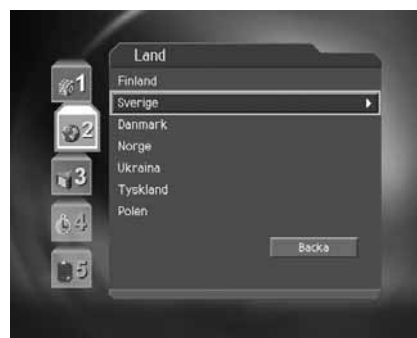 Land
1
Finland
Sverige
2
Danmark
Norge
3
Ukraina
Tyskland
4
Polen
Backa
5